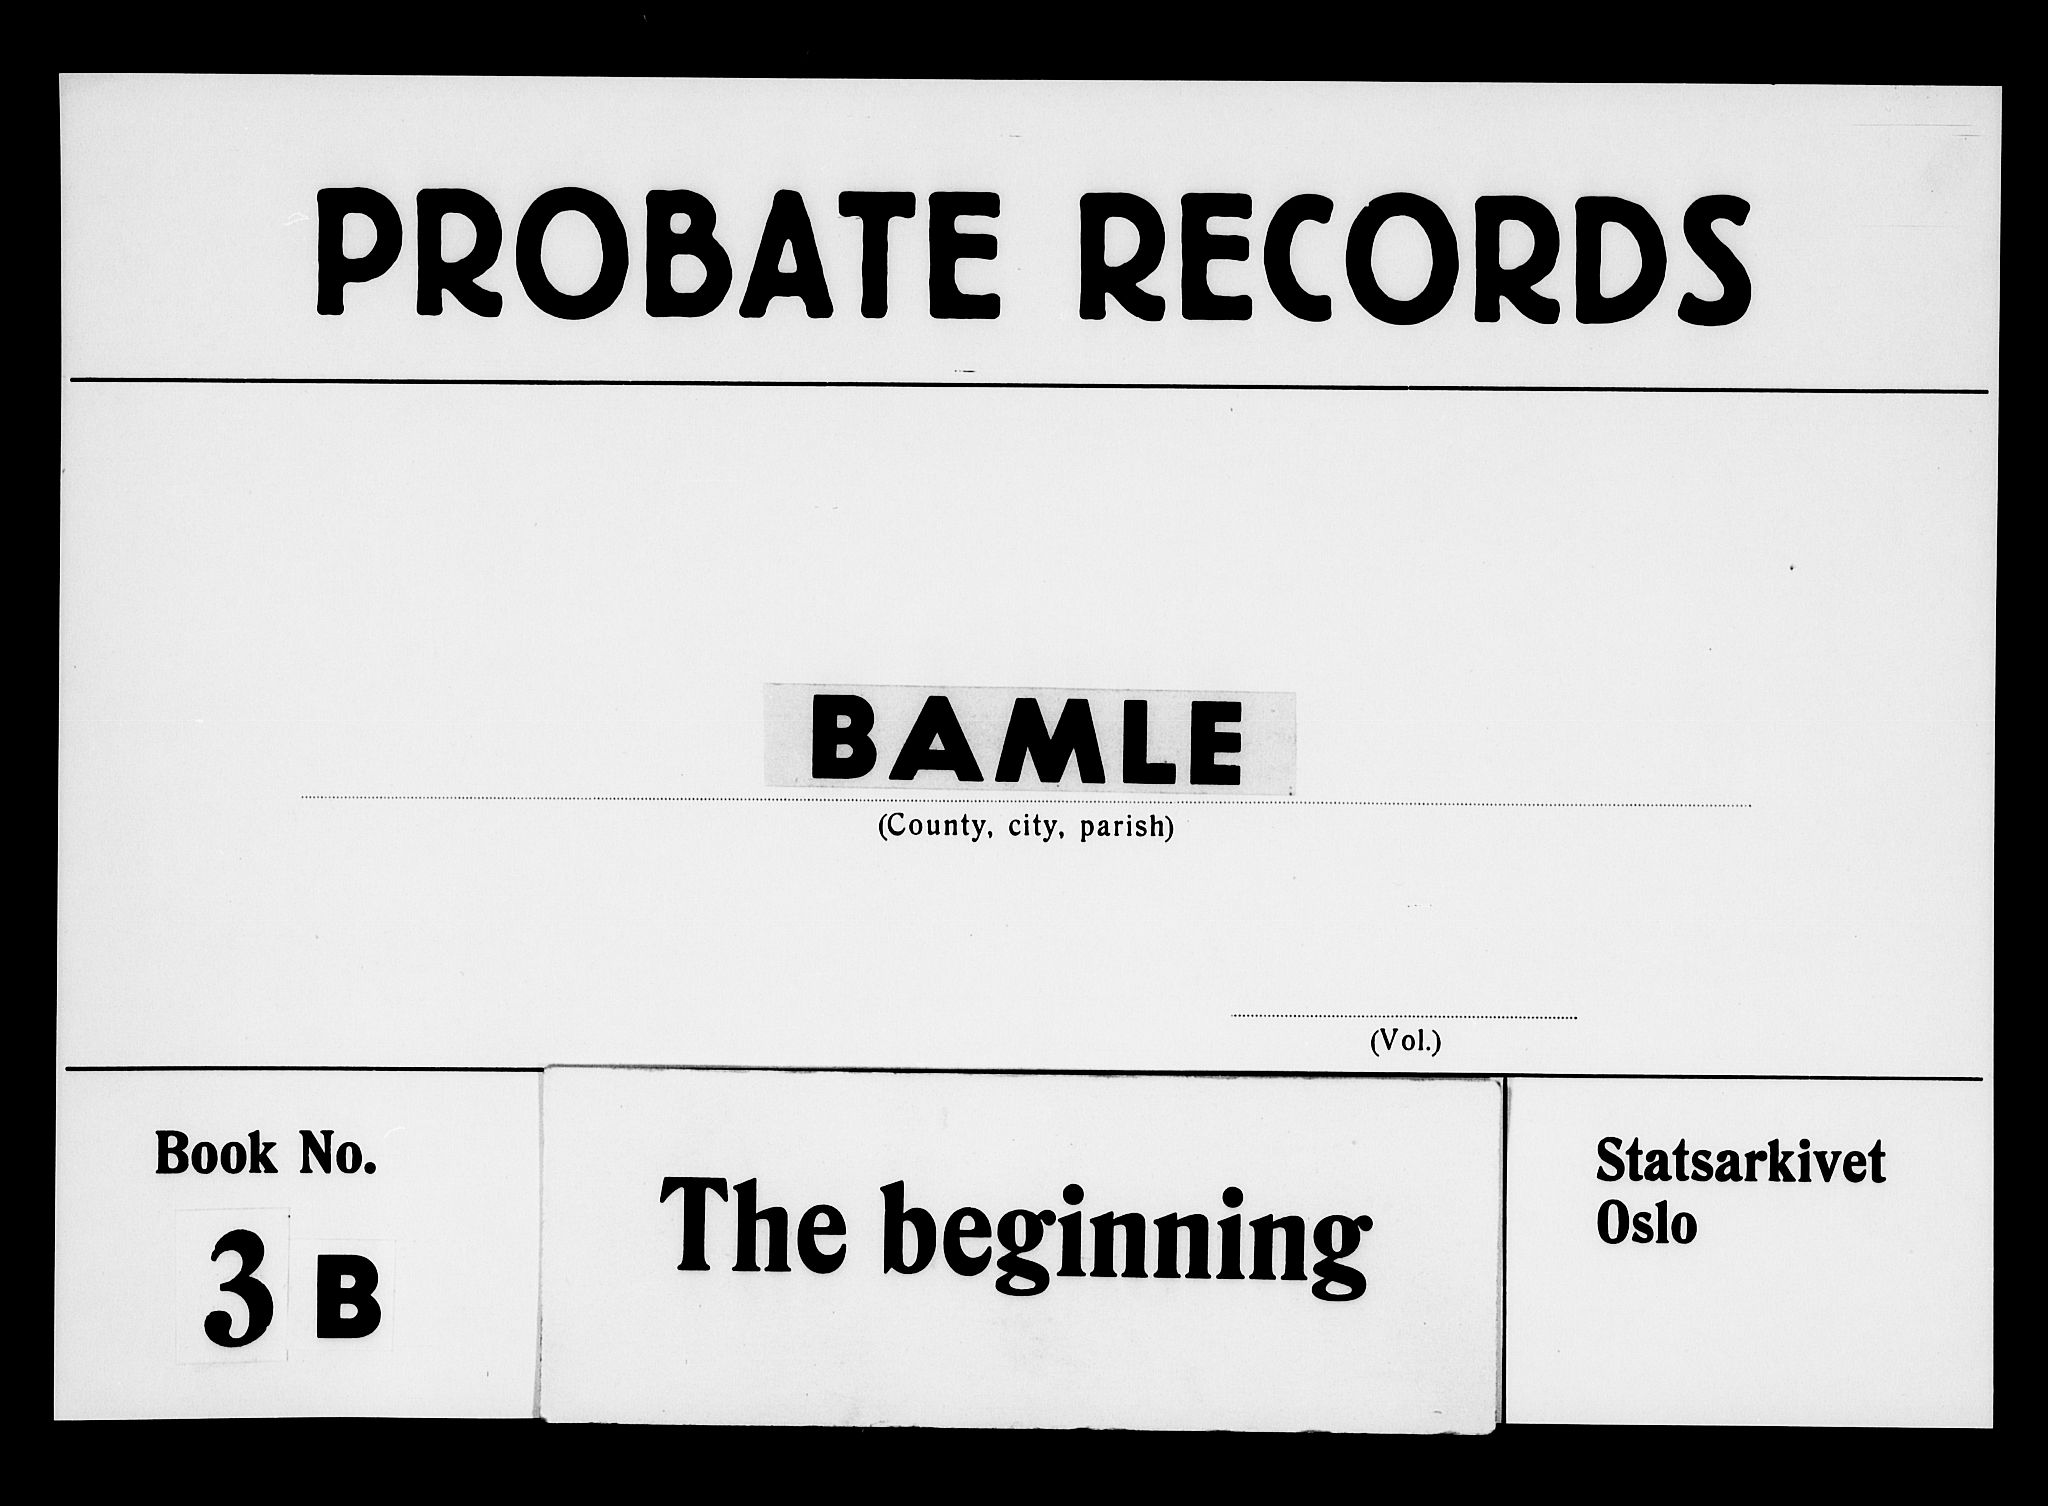 PROBATE RECORDS
BAMLE
(County, city, parish)
(Vol.)
Book No.
3 B
The beginning
Statsarkivet
Oslo